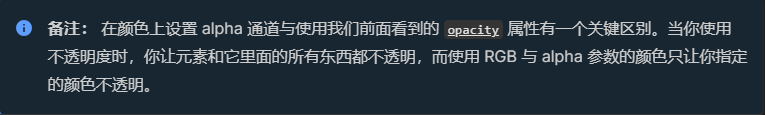 备注： 在颜色上设置 alpha 通道与使用我们前面看到的 opacity 属性有一个关键区别。当你使用
不透明度时，你让元素和它里面的所有东西都不透明，而使用 RGB 与 alpha 参数的颜色只让你指定
的颜色不透明。